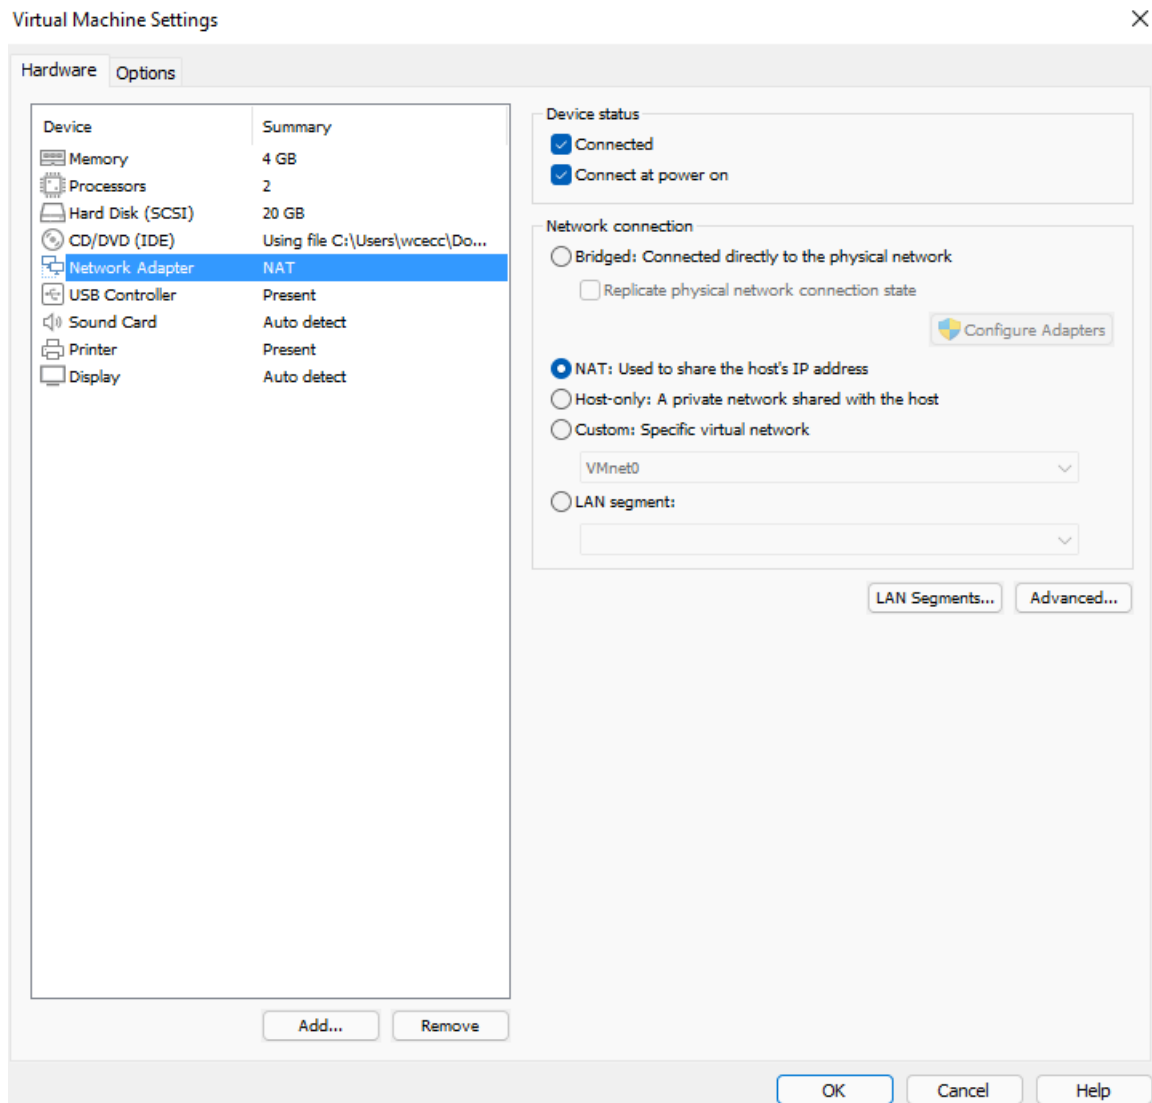 Virtual Machine Settings
Hardware Options
Device Summary
Memory 4 GB
Processors 2
Hard Disk (SCSI) 20 GB
CD/DVD (IDE) Using file C:\Users\wcecc\Do...
Network Adapter NAT
USB Controller Present
Sound Card Auto detect
Printer Present
Display Auto detect
Add... Remove
Device status
Connected
Connect at power on
Network connection
Bridged: Connected directly to the physical network
Replicate physical network connection state
Configure Adapters
NAT: Used to share the host's IP address
Host-only: A private network shared with the host
Custom: Specific virtual network
VMnet0
LAN segment:
LAN Segments... Advanced...
OK Cancel Help